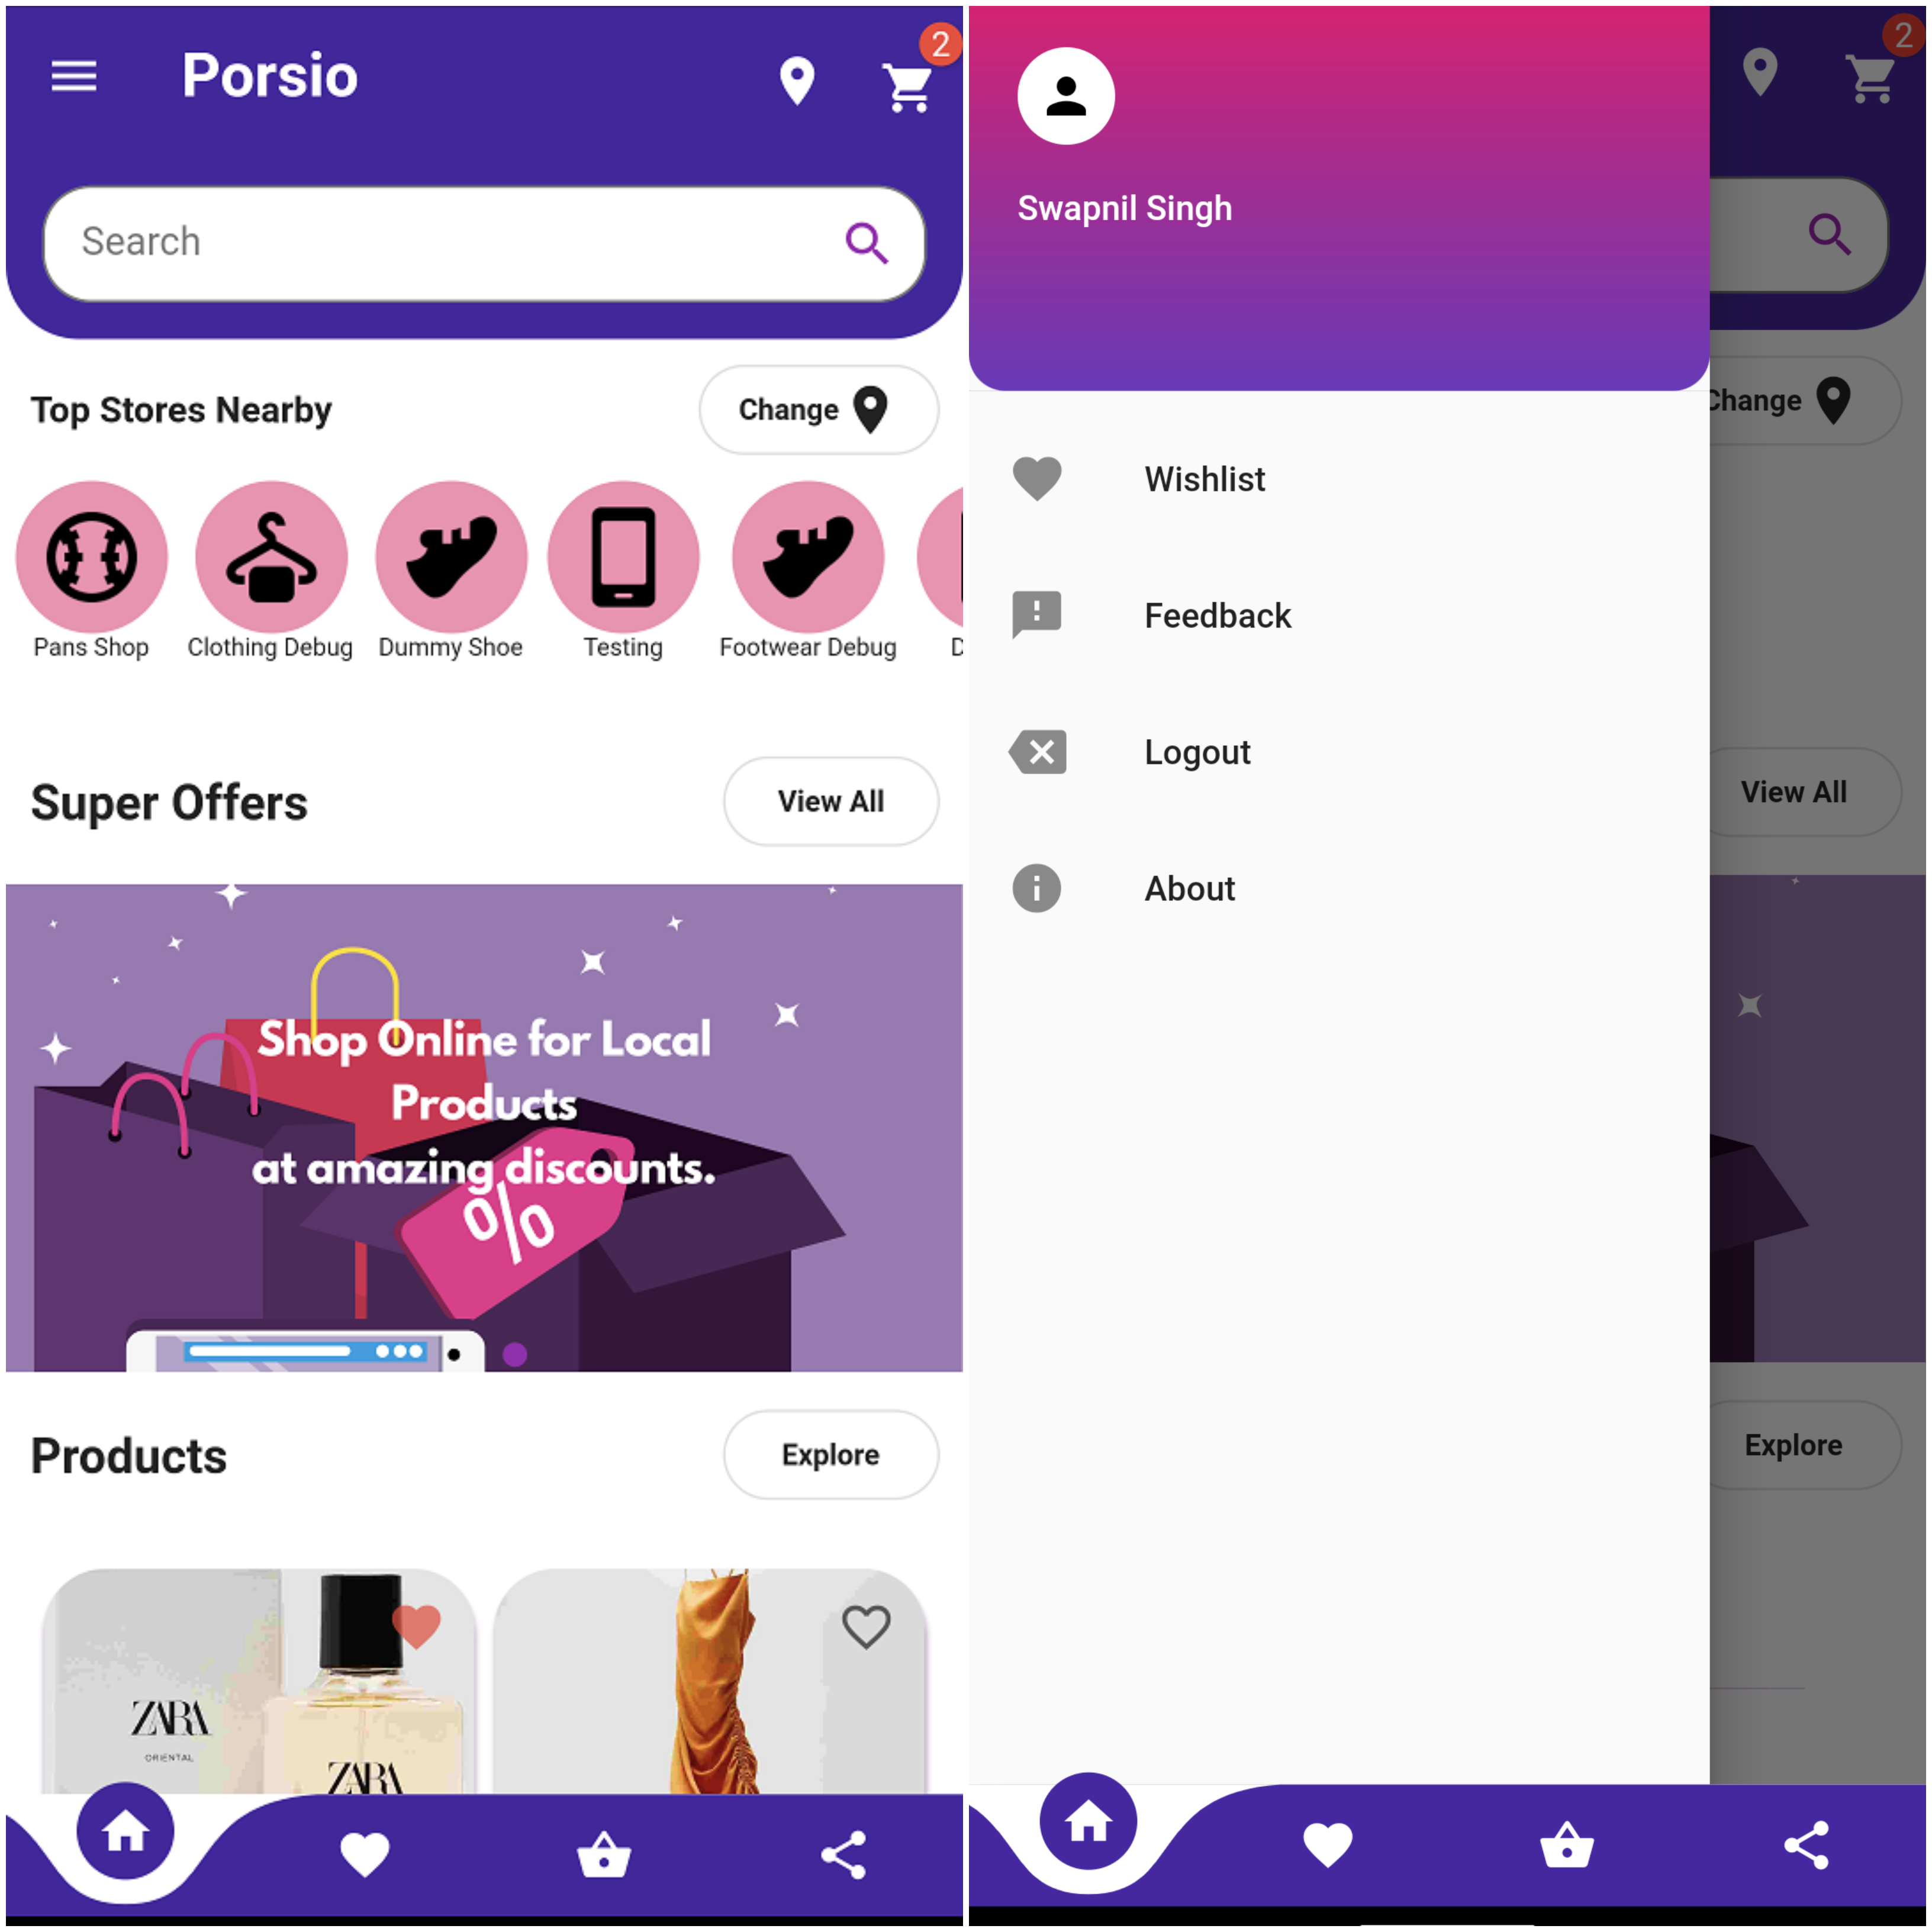 Porsio
2
Search
Top Stores Nearby
Change
Pans Shop
Clothing Debug
Dummy Shoe
Testing
Footwear Debug
D
Super Offers
View All
Shop Online for Local
Products
at amazing discounts.
%
Products
Explore
ZARA
ORIENTAL
ZARA
2
Swapnil Singh
Change
Wishlist
Feedback
Logout
View All
About
Explore